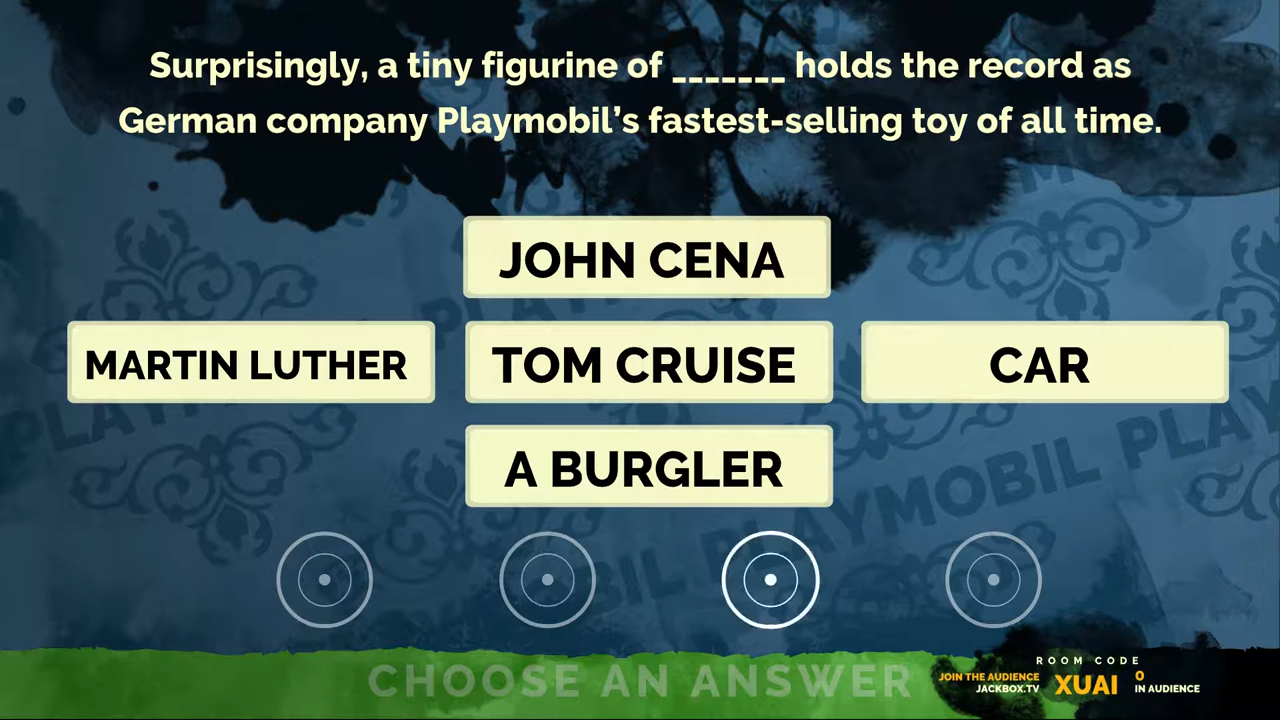 Surprisingly, a tiny figurine of _______ holds the record as
German company Playmobil's fastest-selling toy of all time.
JOHN CENA
MARTIN LUTHER
TOM CRUISE
CAR
A BURGLER
PLAYMOBIL PLAY
CHOOSE AN ANSWER
ROOM CODE
JOIN THE AUDIENCE
JACKBOX.TV
XUAI
0
IN AUDIENCE